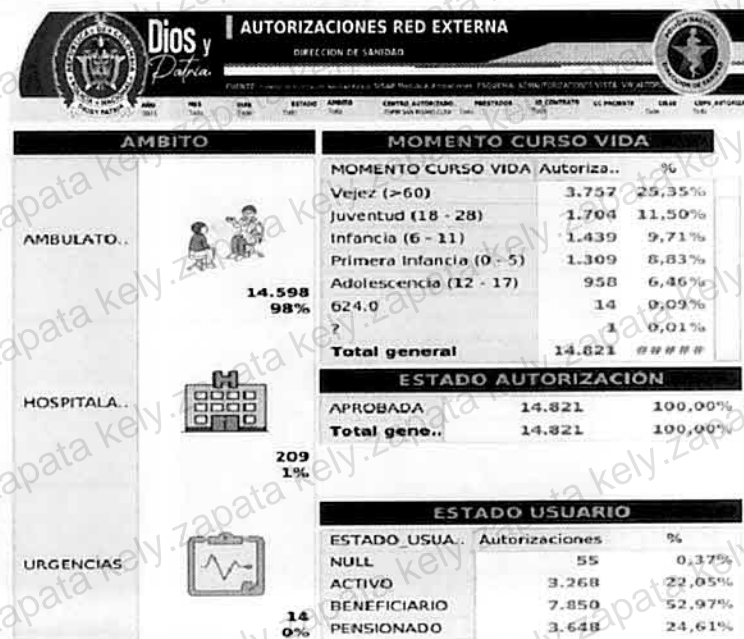 Dios y
Patria
AUTORIZACIONES RED EXTERNA
DIRECCION DE SANIDAD
AMBITO
AMBULATO..
14.598
98%
HOSPITALA..
209
1%
URGENCIAS
14
0%
MOMENTO CURSO VIDA
MOMENTO CURSO VIDA Autoriza.. %
Vejez (>60) 3.757 25,35%
Juventud (18 - 28) 1.704 11,50%
Infancia (6 - 11) 1.439 9,71%
Primera Infancia (0 - 5) 1.309 8,83%
Adolescencia (12 - 17) 958 6,46%
624.0 14 0,09%
? 1 0,01%
Total general 14.821 #####
ESTADO AUTORIZACIÓN
APROBADA 14.821 100,00%
Total gene.. 14.821 100,00%
ESTADO USUARIO
ESTADO_USUA.. Autorizaciones %
NULL 55 0,37%
ACTIVO 3.268 22,05%
BENEFICIARIO 7.850 52,97%
PENSIONADO 3.648 24,61%
kely.zapata